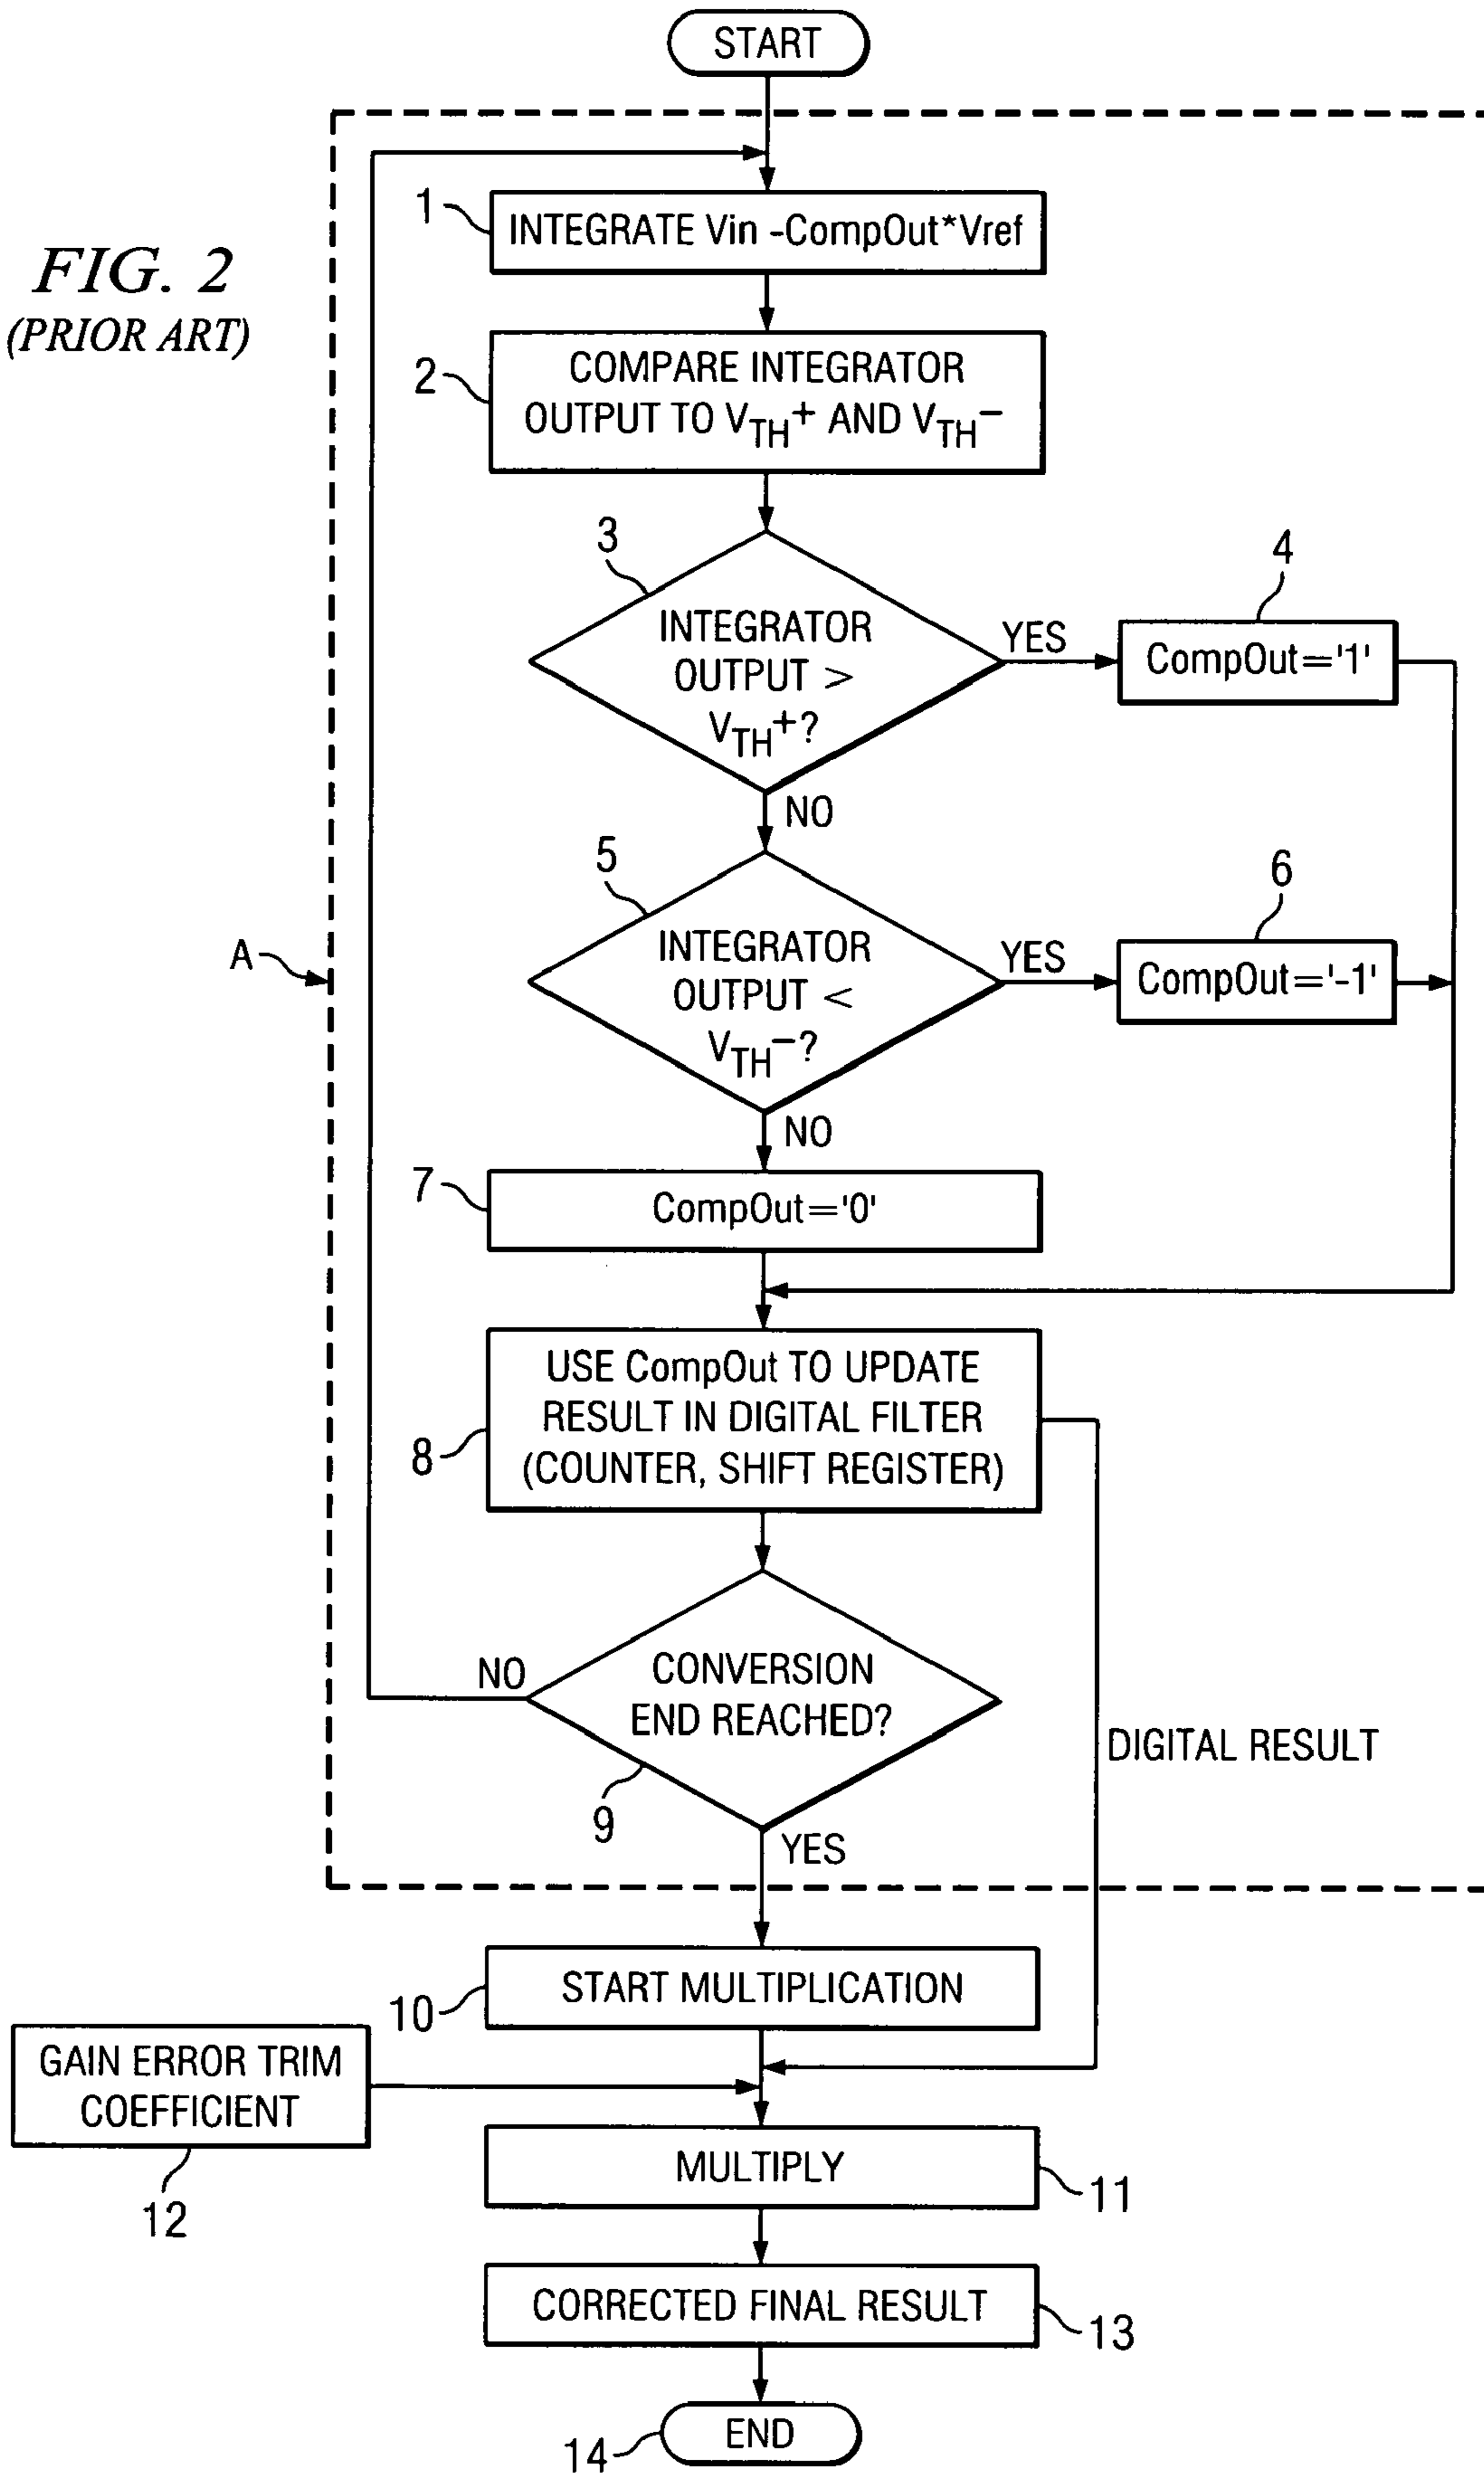 START
FIG. 2
(PRIOR ART)
1
INTEGRATE Vin -CompOut*Vref
2
COMPARE INTEGRATOR
OUTPUT TO VTH+ AND VTH−
3
INTEGRATOR
OUTPUT >
VTH+?
YES
4
CompOut='1'
NO
5
INTEGRATOR
OUTPUT <
VTH−?
YES
6
CompOut='-1'
A
NO
7
CompOut='0'
8
USE CompOut TO UPDATE
RESULT IN DIGITAL FILTER
(COUNTER, SHIFT REGISTER)
NO
CONVERSION
END REACHED?
9
YES
DIGITAL RESULT
10
START MULTIPLICATION
GAIN ERROR TRIM
COEFFICIENT
12
MULTIPLY
11
CORRECTED FINAL RESULT
13
END
14